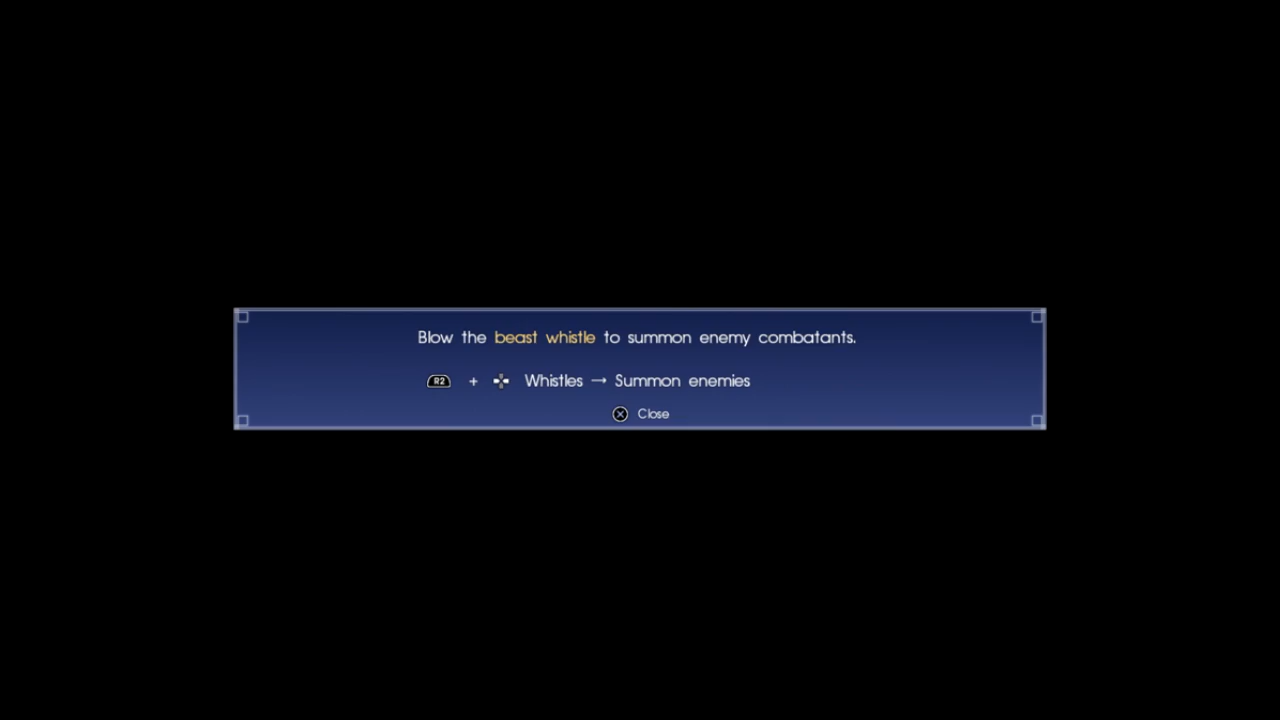 Blow the beast whistle to summon enemy combatants.
R2 + Whistles → Summon enemies
Close